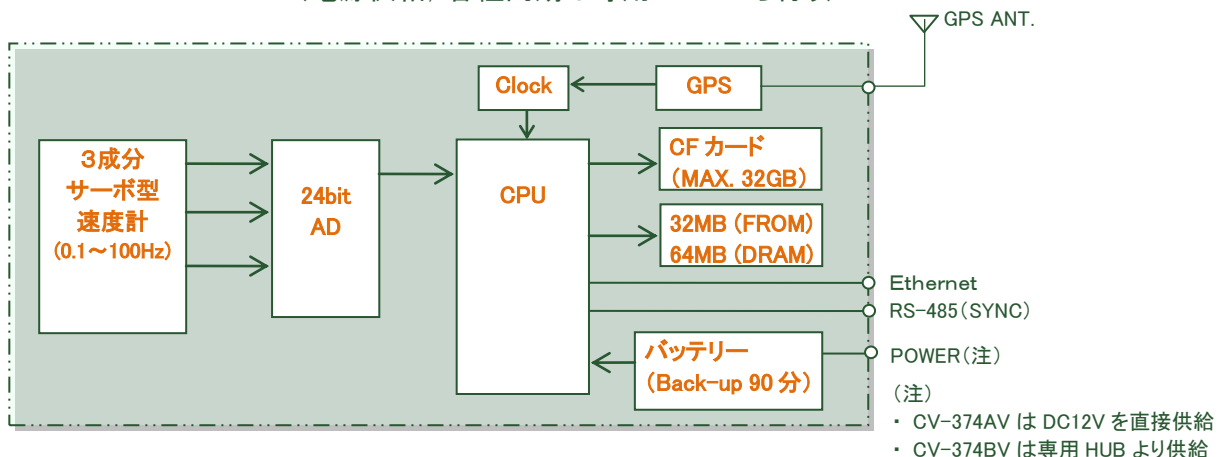 GPS ANT.
Clock
GPS
3成分
サーボ型
速度計
(0.1～100Hz)
24bit
AD
CPU
CF カード
(MAX. 32GB)
32MB (FROM)
64MB (DRAM)
Ethernet
RS-485(SYNC)
バッテリー
(Back-up 90 分)
POWER(注)
(注)
・ CV-374AV は DC12V を直接供給
・ CV-374BV は専用 HUB より供給